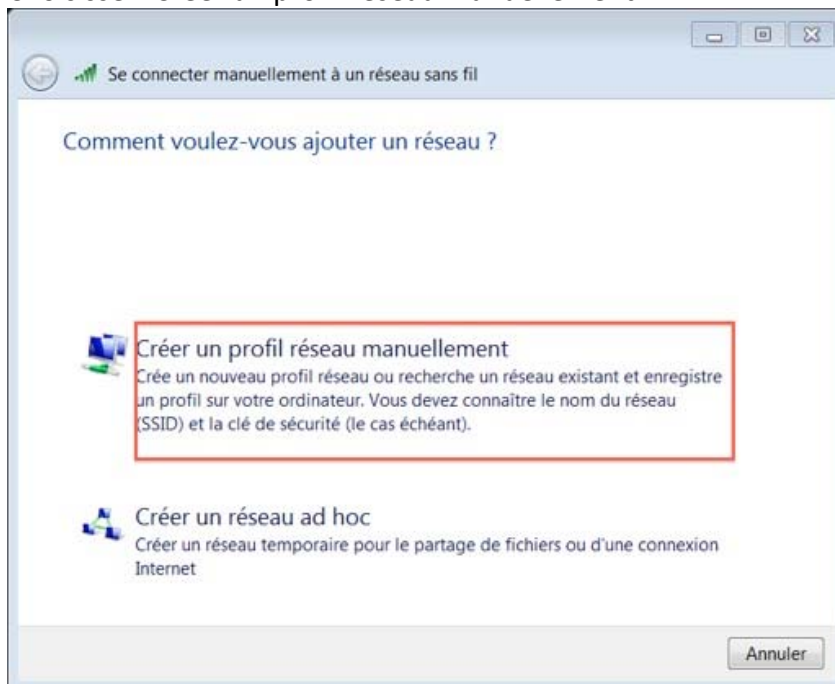 Se connecter manuellement à un réseau sans fil
Comment voulez-vous ajouter un réseau ?
Créer un profil réseau manuellement
Crée un nouveau profil réseau ou recherche un réseau existant et enregistre
un profil sur votre ordinateur. Vous devez connaître le nom du réseau
(SSID) et la clé de sécurité (le cas échéant).
Créer un réseau ad hoc
Créer un réseau temporaire pour le partage de fichiers ou d'une connexion
Internet
Annuler